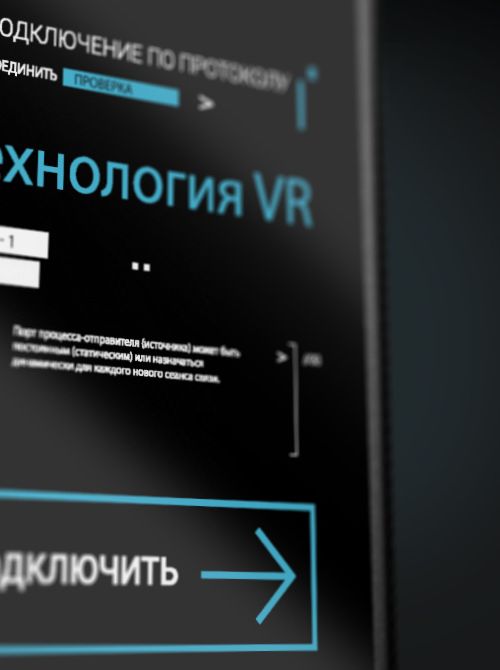 ОДКЛЮЧЕНИЕ ПО ПРОТОКОЛУ
ЕДИНИТЬ ПРОВЕРКА >
ехнология VR
- 1
Порт процесса-отправителя (источника) может быть
постоянным (статическим) или назначаться
динамически для каждого нового сеанса связи.
>
ОДКЛЮЧИТЬ